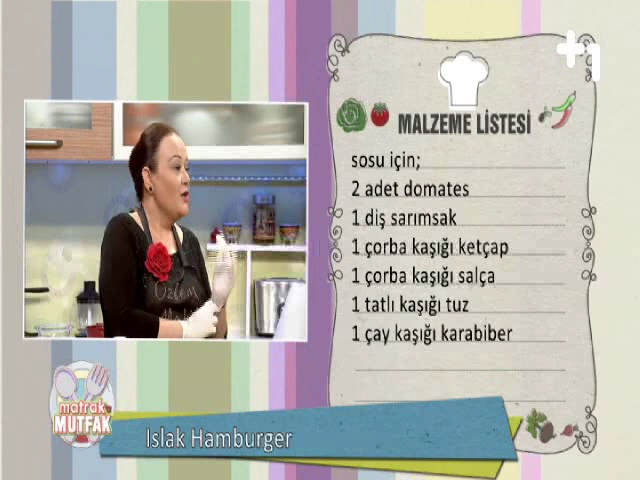 +1
MALZEME LİSTESİ
sosu için;
2 adet domates
1 diş sarımsak
1 çorba kaşığı ketçap
1 çorba kaşığı salça
1 tatlı kaşığı tuz
1 çay kaşığı karabiber
Özlem
matrak
MUTFAK
Islak Hamburger